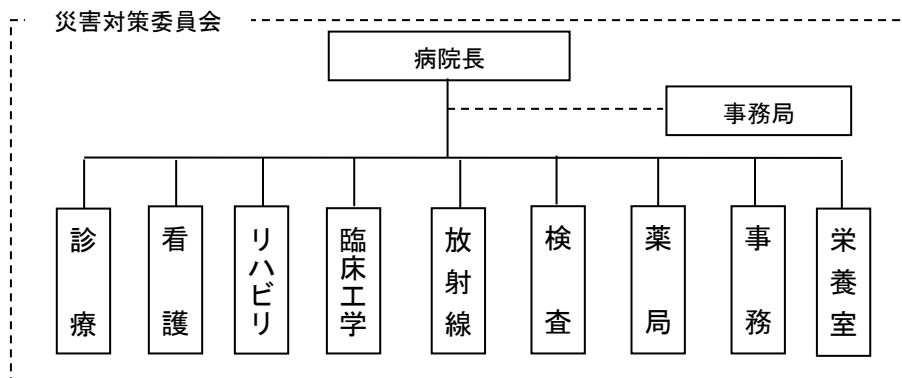 災害対策委員会
病院長
事務局
診療
看護
リハビリ
臨床工学
放射線
検査
薬局
事務
栄養室